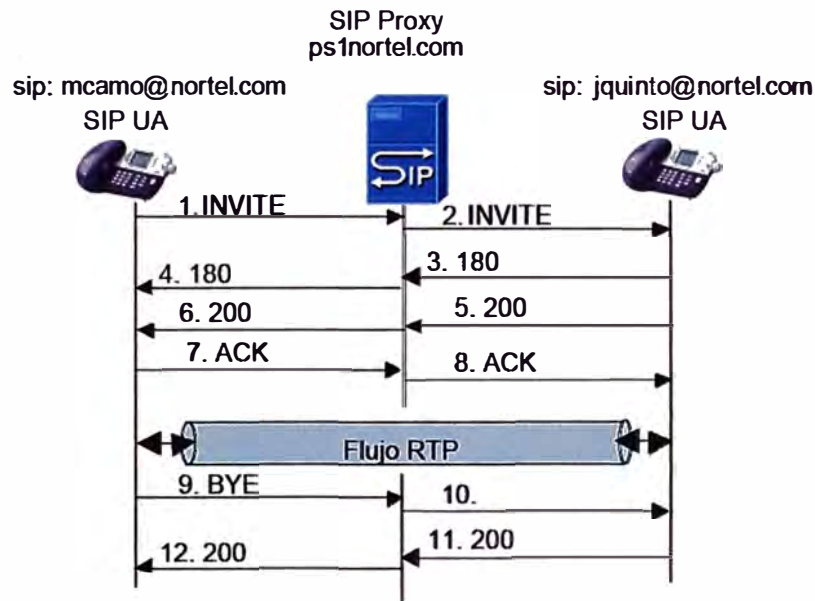 SIP Proxy
ps1nortel.com
sip: mcamo@nortel.com
SIP UA
sip: jquinto@nortel.com
SIP UA
SIP
1. INVITE
2. INVITE
3. 180
4. 180
5. 200
6. 200
7. ACK
8. ACK
Flujo RTP
9. BYE
10.
11. 200
12. 200